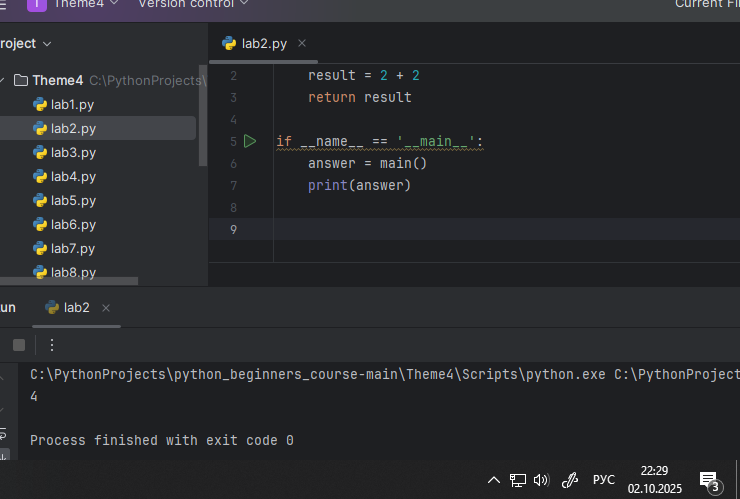 Theme4
Version control
Current Fi
roject
lab2.py
Theme4 C:\PythonProjects\
lab1.py
lab2.py
lab3.py
lab4.py
lab5.py
lab6.py
lab7.py
lab8.py
2 result = 2 + 2
3 return result
4
5 if __name__ == '__main__':
6 answer = main()
7 print(answer)
8
9
un
lab2
C:\PythonProjects\python_beginners_course-main\Theme4\Scripts\python.exe C:\PythonProject
4
Process finished with exit code 0
РУС
22:29
02.10.2025
3